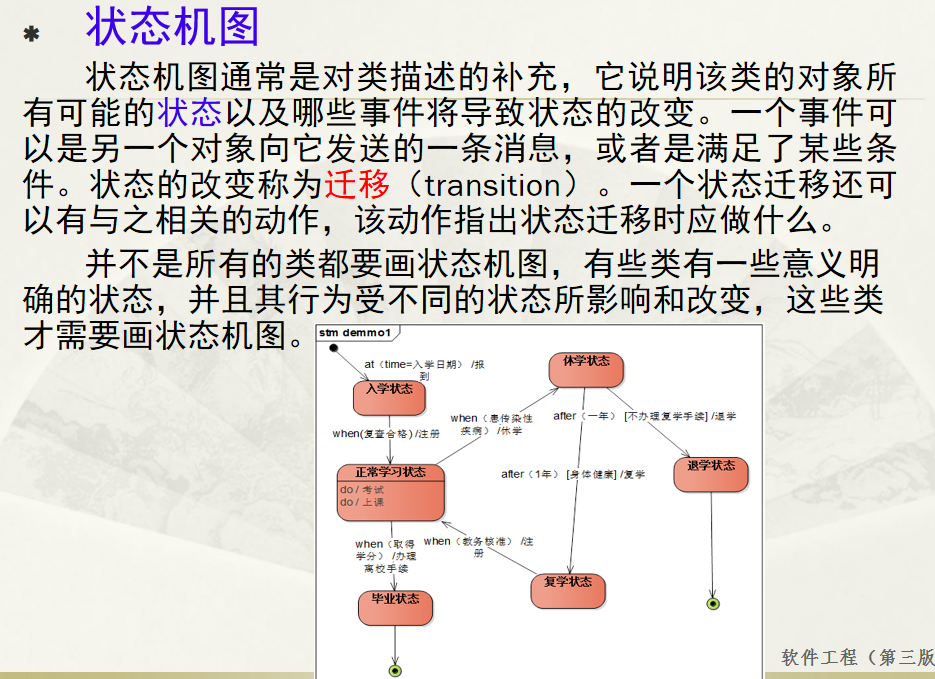 状态机图
状态机图通常是对类描述的补充，它说明该类的对象所
有可能的状态以及哪些事件将导致状态的改变。一个事件可
以是另一个对象向它发送的一条消息，或者是满足了某些条
件。状态的改变称为迁移（transition）。一个状态迁移还可
以有与之相关的动作，该动作指出状态迁移时应做什么。
并不是所有的类都要画状态机图，有些类有一些意义明
确的状态，并且其行为受不同的状态所影响和改变，这些类
才需要画状态机图。
stm demmo1
at（time=入学日期） /报
到
入学状态
休学状态
when(复查合格) /注册
when（患传染性
疾病） /休学
after（一年） [不办理复学手续] /退学
正常学习状态
do / 考试
do / 上课
after（1年） [身体健康] /复学
退学状态
when（取得
学分） /办理
离校手续
when（教务核准） /注
册
毕业状态
复学状态
软件工程（第三版